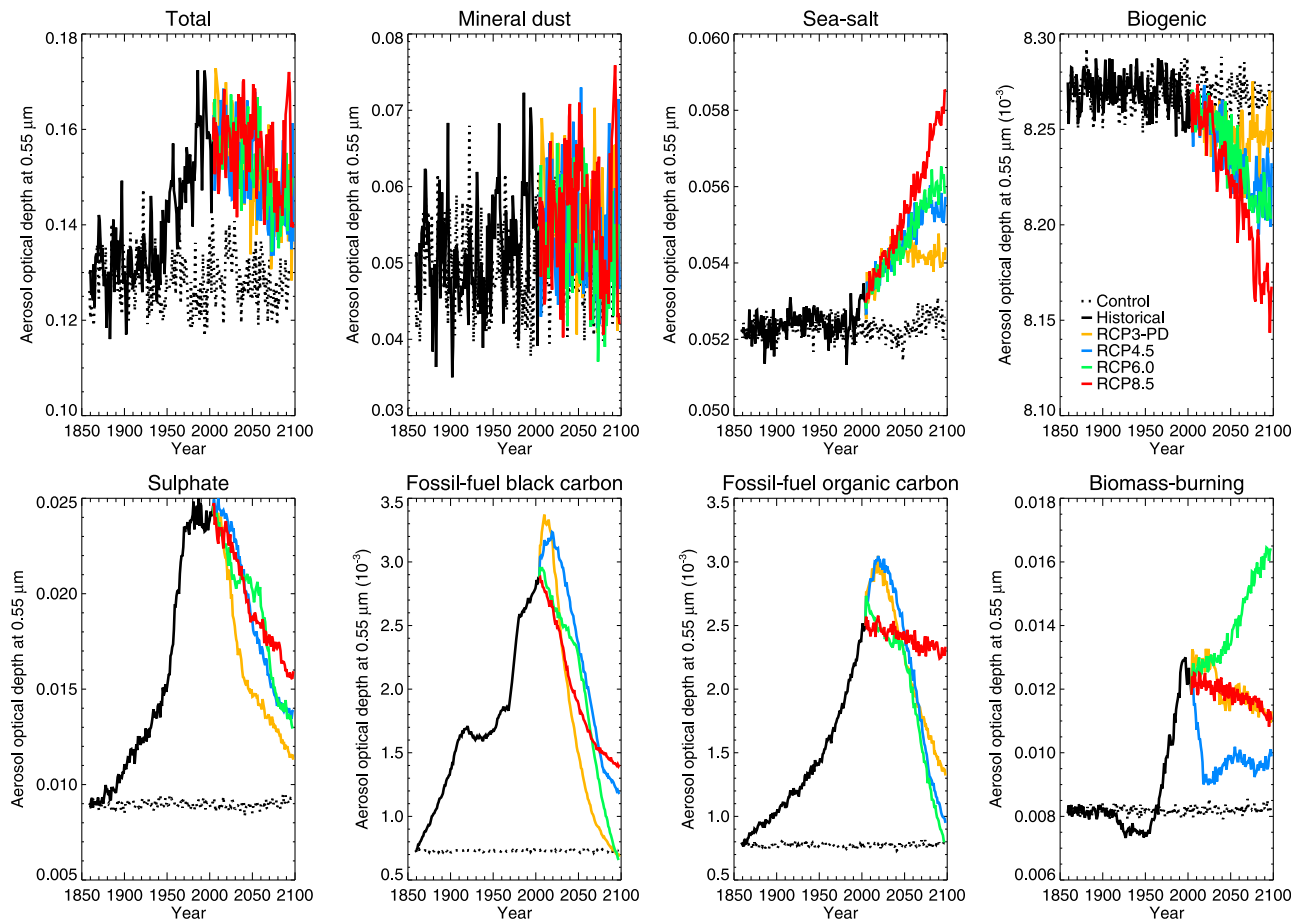 Total
Mineral dust
Sea-salt
Biogenic
Aerosol optical depth at 0.55 µm
0.18
0.16
0.14
0.12
0.10
1850 1900 1950 2000 2050 2100
Year
Aerosol optical depth at 0.55 µm
0.08
0.07
0.06
0.05
0.04
0.03
1850 1900 1950 2000 2050 2100
Year
Aerosol optical depth at 0.55 µm
0.060
0.058
0.056
0.054
0.052
0.050
1850 1900 1950 2000 2050 2100
Year
Aerosol optical depth at 0.55 µm (10⁻³)
8.30
8.25
8.20
8.15
8.10
Control
Historical
RCP3-PD
RCP4.5
RCP6.0
RCP8.5
1850 1900 1950 2000 2050 2100
Year
Sulphate
Fossil-fuel black carbon
Fossil-fuel organic carbon
Biomass-burning
Aerosol optical depth at 0.55 µm
0.025
0.020
0.015
0.010
0.005
1850 1900 1950 2000 2050 2100
Year
Aerosol optical depth at 0.55 µm (10⁻³)
3.5
3.0
2.5
2.0
1.5
1.0
0.5
1850 1900 1950 2000 2050 2100
Year
Aerosol optical depth at 0.55 µm (10⁻³)
3.5
3.0
2.5
2.0
1.5
1.0
0.5
1850 1900 1950 2000 2050 2100
Year
Aerosol optical depth at 0.55 µm
0.018
0.016
0.014
0.012
0.010
0.008
0.006
1850 1900 1950 2000 2050 2100
Year